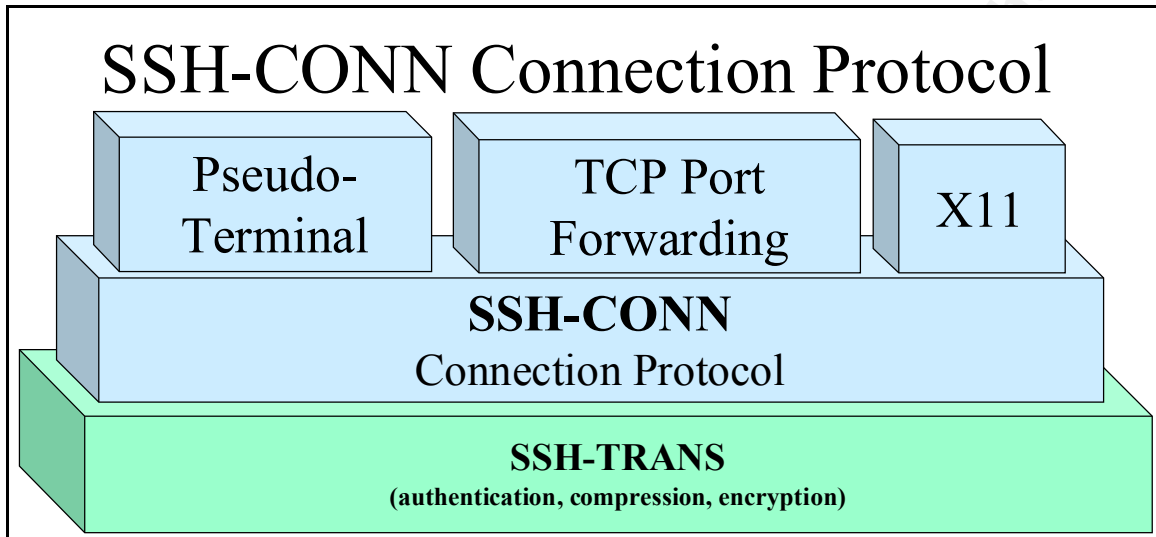 SSH-CONN Connection Protocol
Pseudo-
Terminal
TCP Port
Forwarding
X11
SSH-CONN
Connection Protocol
SSH-TRANS
(authentication, compression, encryption)